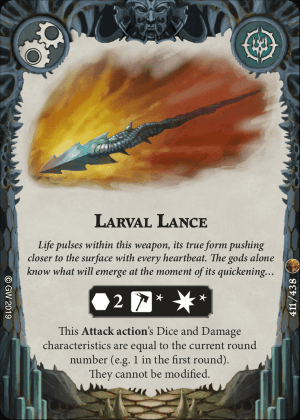 LARVAL LANCE
Life pulses within this weapon, its true form pushing
closer to the surface with every heartbeat. The gods alone
know what will emerge at the moment of its quickening…
2 * *
This Attack action's Dice and Damage
characteristics are equal to the current round
number (e.g. 1 in the first round).
They cannot be modified.
© GW 2019
411/438